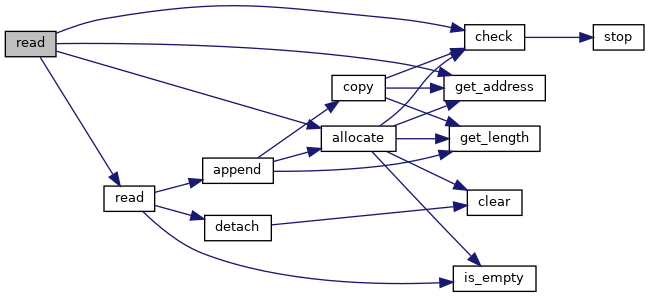 read
check
stop
copy
get_address
allocate
get_length
append
read
clear
detach
is_empty